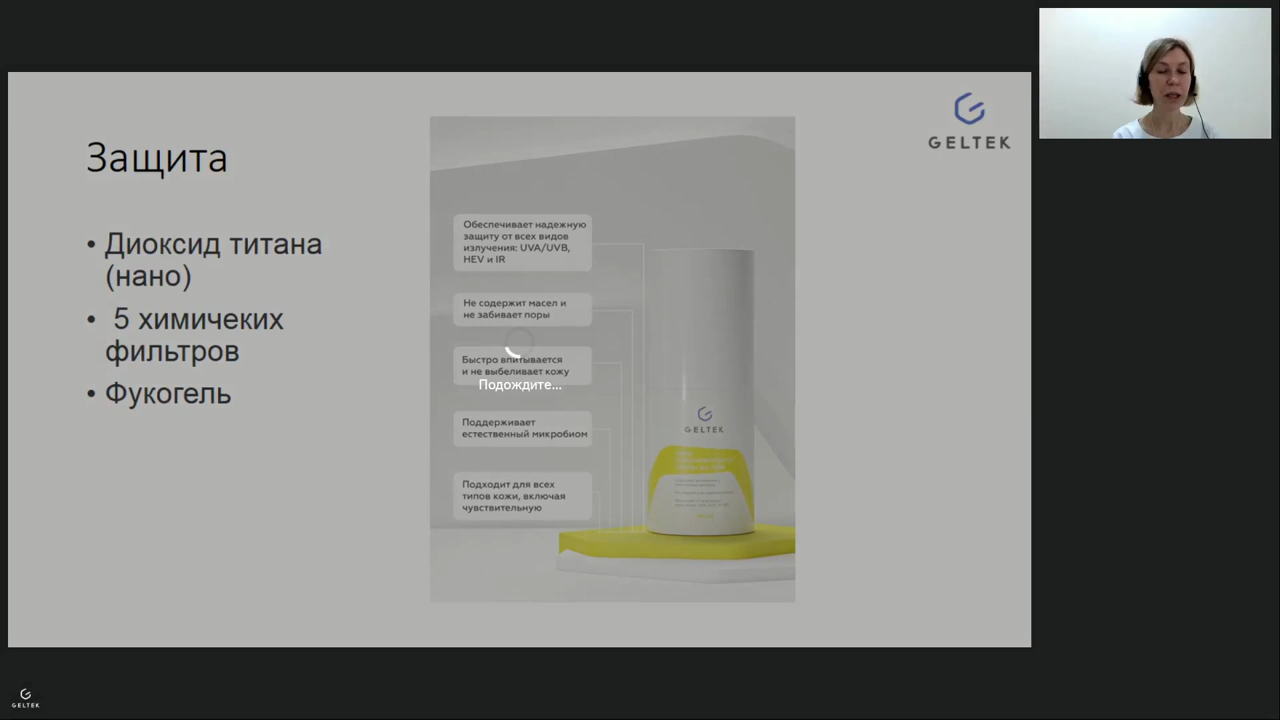 GELTEK
Защита
• Диоксид титана
(нано)
• 5 химичеких
фильтров
• Фукогель
Обеспечивает надежную
защиту от всех видов
излучения: UVA/UVB,
HEV и IR
Не содержит масел и
не забивает поры
Быстро впитывается
и не выбеливает кожу
Подождите...
Поддерживает
естественный микробиом
Подходит для всех
типов кожи, включая
чувствительную
GELTEK
GELTEK